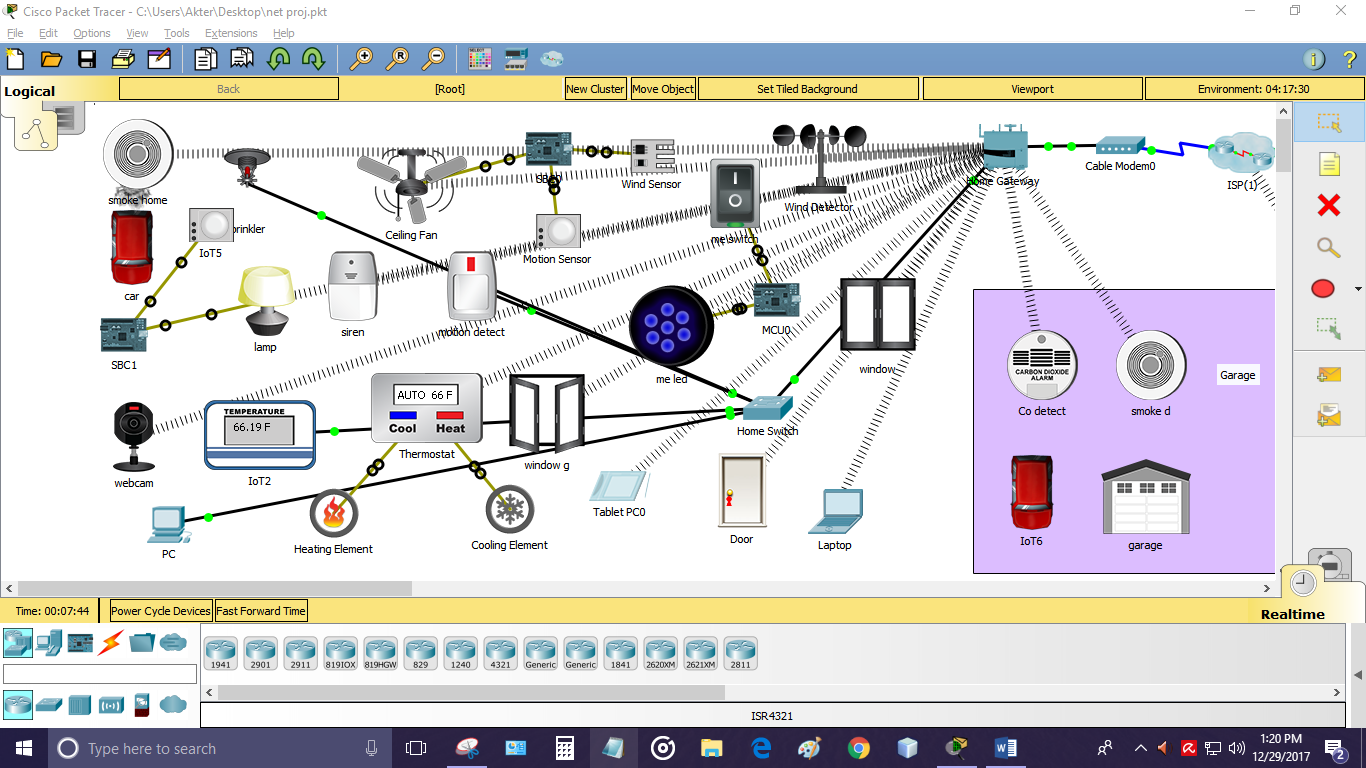 Cisco Packet Tracer - C:\Users\Akter\Desktop\net proj.pkt
File Edit Options View Tools Extensions Help
Logical
Back
[Root]
New Cluster
Move Object
Set Tiled Background
Viewport
Environment: 04:17:30
smoke home
prinkler
IoT5
car
SBC1
lamp
Ceiling Fan
Wind Sensor
Motion Sensor
siren
motion detect
me switch
Wind Detector
MCU0
me led
Home Gateway
Cable Modem0
ISP(1)
window
webcam
TEMPERATURE
66.19 F
IoT2
AUTO 66 F
Cool Heat
Thermostat
window g
Home Switch
PC
Heating Element
Cooling Element
Tablet PC0
Door
Laptop
CARBON DIOXIDE
ALARM
Co detect
smoke d
Garage
IoT6
garage
Time: 00:07:44
Power Cycle Devices
Fast Forward Time
Realtime
1941
2901
2911
819IOX
819HGW
829
1240
4321
Generic
Generic
1841
2620XM
2621XM
2811
ISR4321
Type here to search
1:20 PM
12/29/2017
2